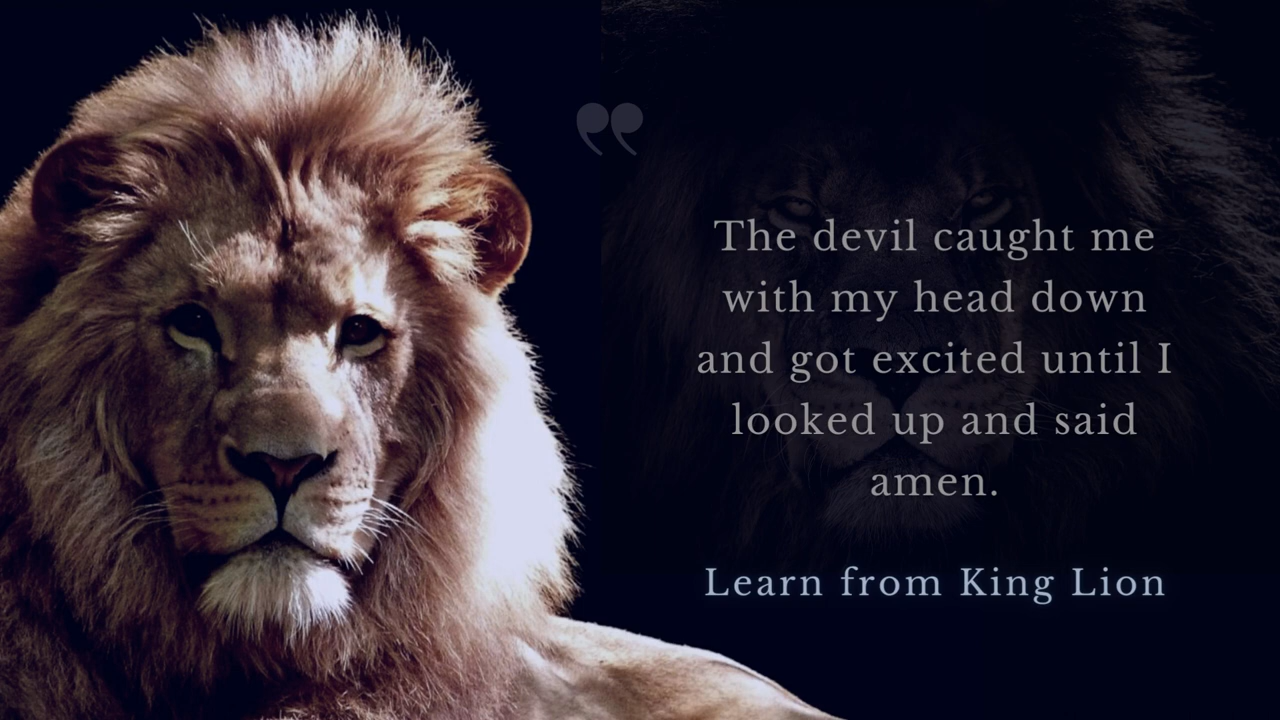 ”
The devil caught me
with my head down
and got excited until I
looked up and said
amen.
Learn from King Lion